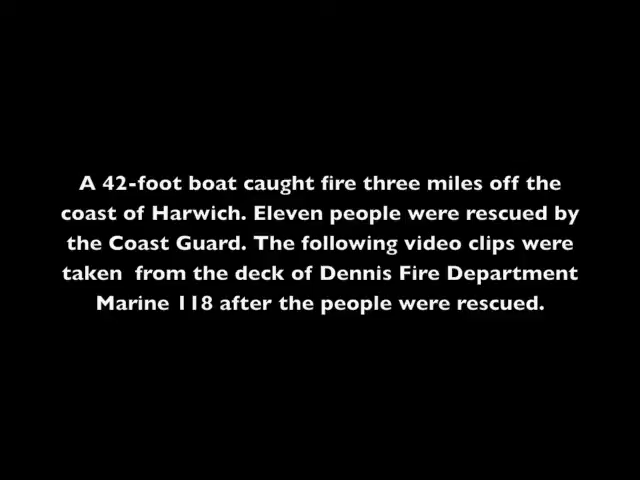 A 42-foot boat caught fire three miles off the
coast of Harwich. Eleven people were rescued by
the Coast Guard. The following video clips were
taken  from the deck of Dennis Fire Department
Marine 118 after the people were rescued.